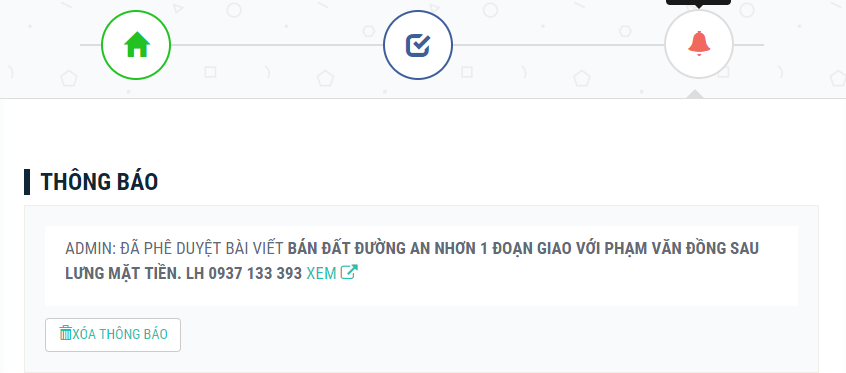 THÔNG BÁO
ADMIN: ĐÃ PHÊ DUYỆT BÀI VIẾT BÁN ĐẤT ĐƯỜNG AN NHƠN 1 ĐOẠN GIAO VỚI PHẠM VĂN ĐỒNG SAU
LƯNG MẶT TIỀN. LH 0937 133 393 XEM
XÓA THÔNG BÁO